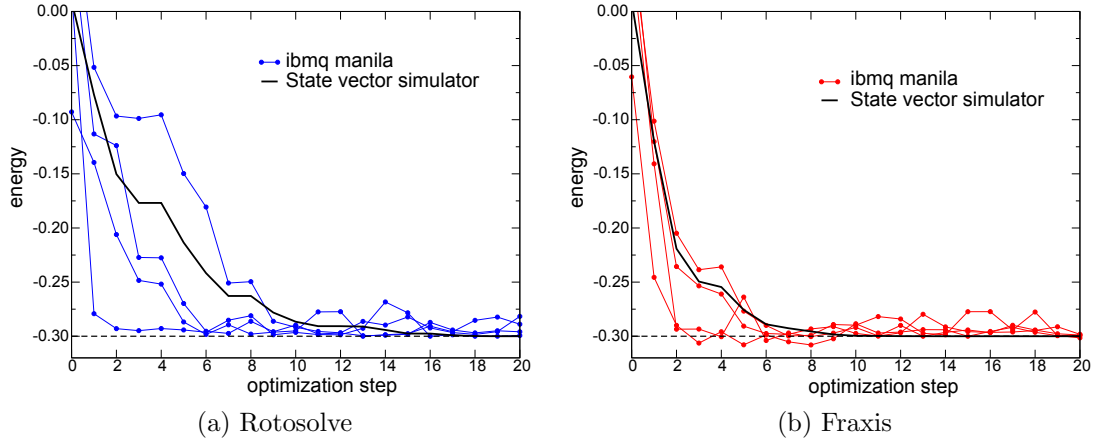 0.00
-0.05
-0.10
-0.15
-0.20
-0.25
-0.30
energy
ibmq manila
State vector simulator
0 2 4 6 8 10 12 14 16 18 20
optimization step
(a) Rotosolve
0.00
-0.05
-0.10
-0.15
-0.20
-0.25
-0.30
energy
ibmq manila
State vector simulator
0 2 4 6 8 10 12 14 16 18 20
optimization step
(b) Fraxis